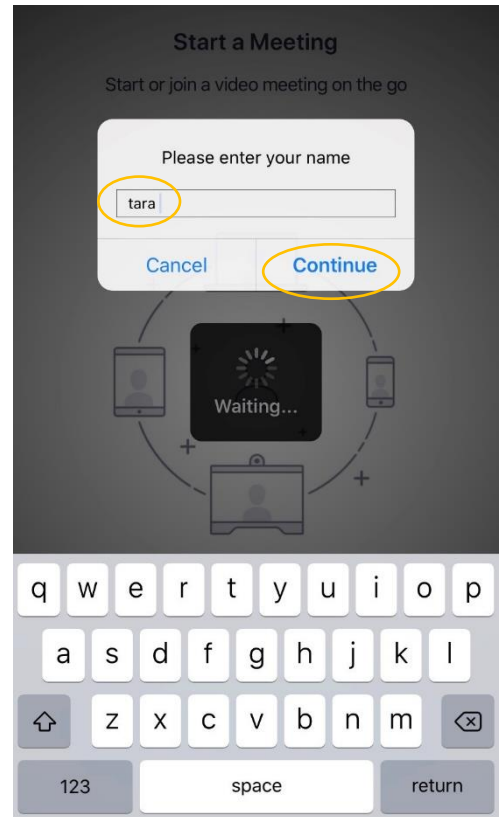 Start a Meeting
Start or join a video meeting on the go
Please enter your name
tara
Cancel Continue
Waiting...
q w e r t y u i o p
a s d f g h j k l
z x c v b n m
123 space return